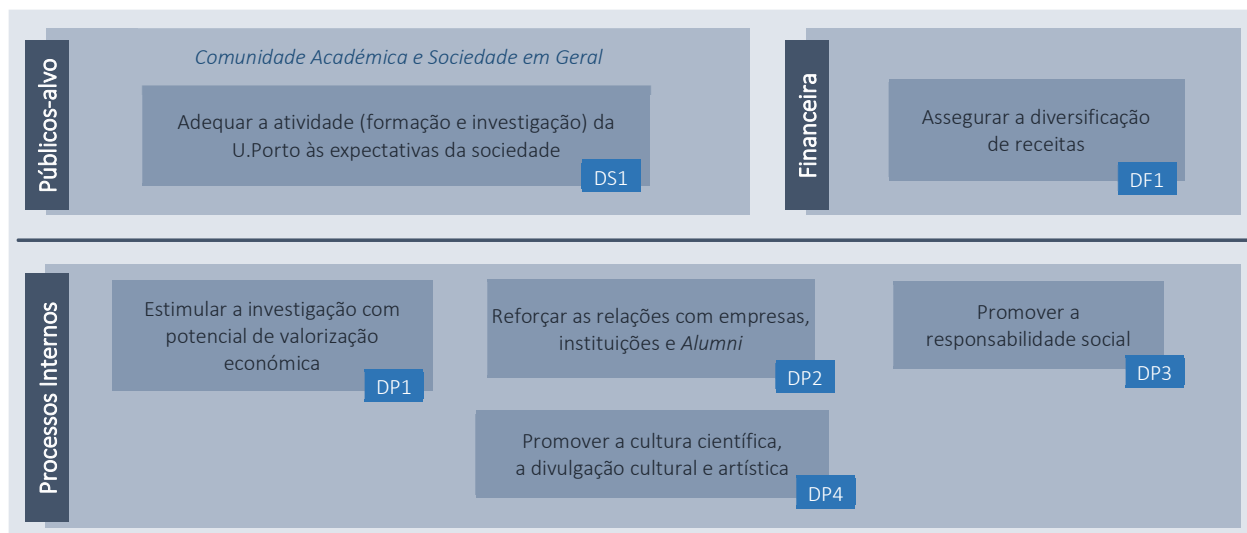 Públicos-alvo
Comunidade Académica e Sociedade em Geral
Adequar a atividade (formação e investigação) da
U.Porto às expectativas da sociedade
DS1
Financeira
Assegurar a diversificação
de receitas
DF1
Processos Internos
Estimular a investigação com
potencial de valorização
económica
DP1
Reforçar as relações com empresas,
instituições e Alumni
DP2
Promover a
responsabilidade social
DP3
Promover a cultura científica,
a divulgação cultural e artística
DP4